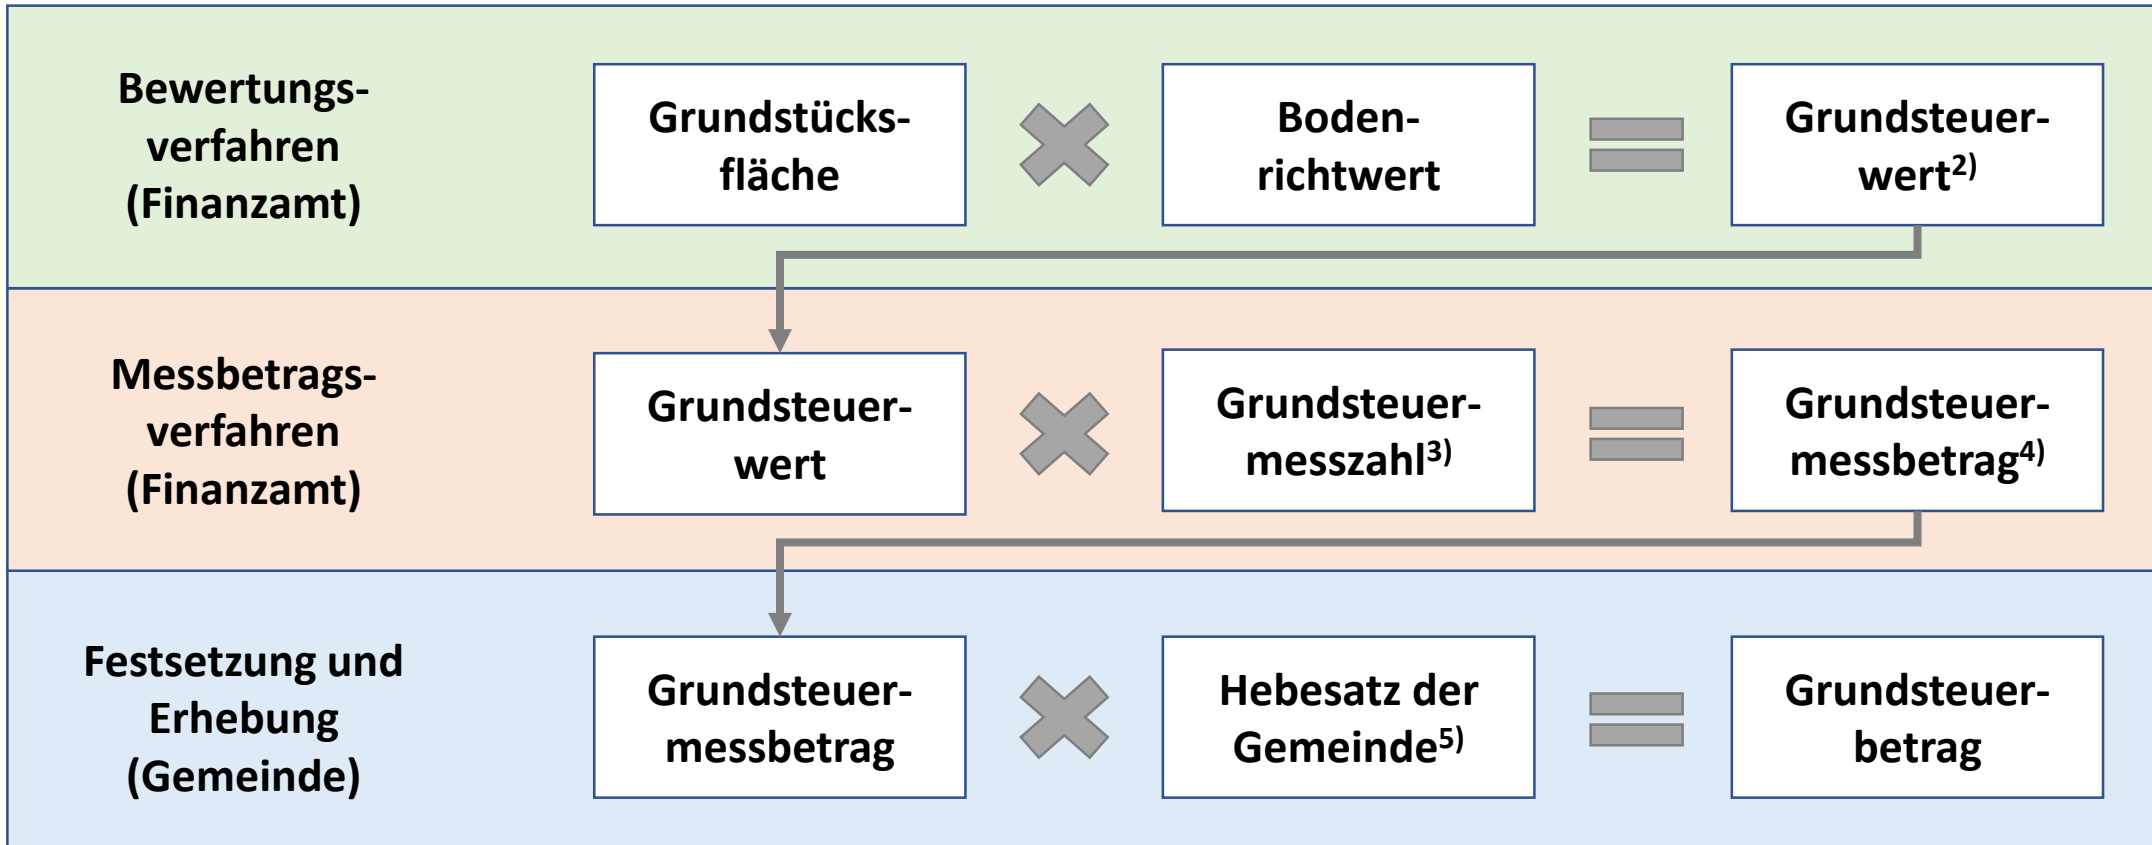 Bewertungs-
verfahren
(Finanzamt)
Grundstücks-
fläche
Boden-
richtwert
Grundsteuer-
wert2)
Messbetrags-
verfahren
(Finanzamt)
Grundsteuer-
wert
Grundsteuer-
messzahl3)
Grundsteuer-
messbetrag4)
Festsetzung und
Erhebung
(Gemeinde)
Grundsteuer-
messbetrag
Hebesatz der
Gemeinde5)
Grundsteuer-
betrag